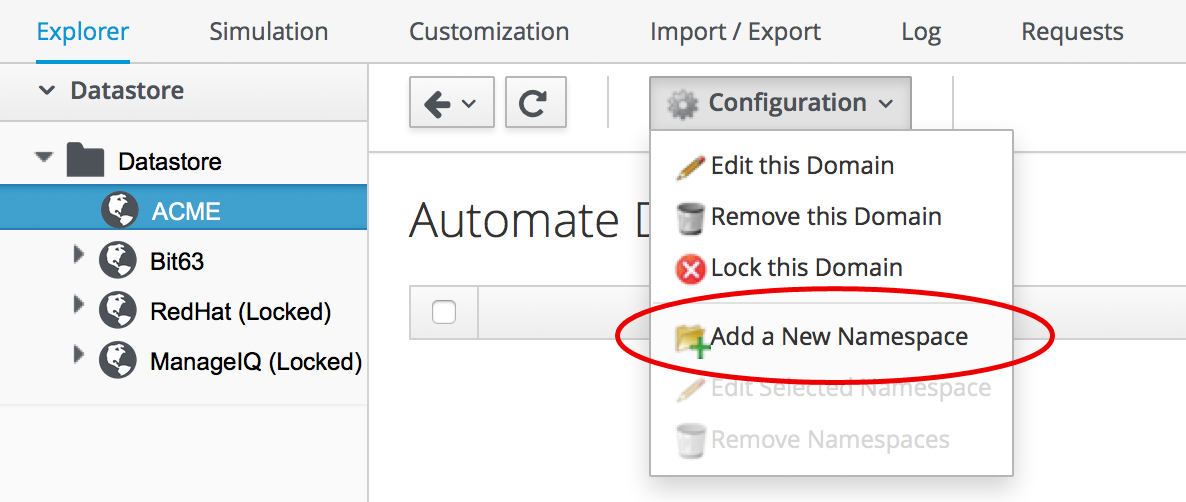 Explorer Simulation Customization Import / Export Log Requests
Datastore
Configuration
Datastore
ACME
Bit63
RedHat (Locked)
ManageIQ (Locked)
Automate
Edit this Domain
Remove this Domain
Lock this Domain
Add a New Namespace
Edit Selected Namespace
Remove Namespaces